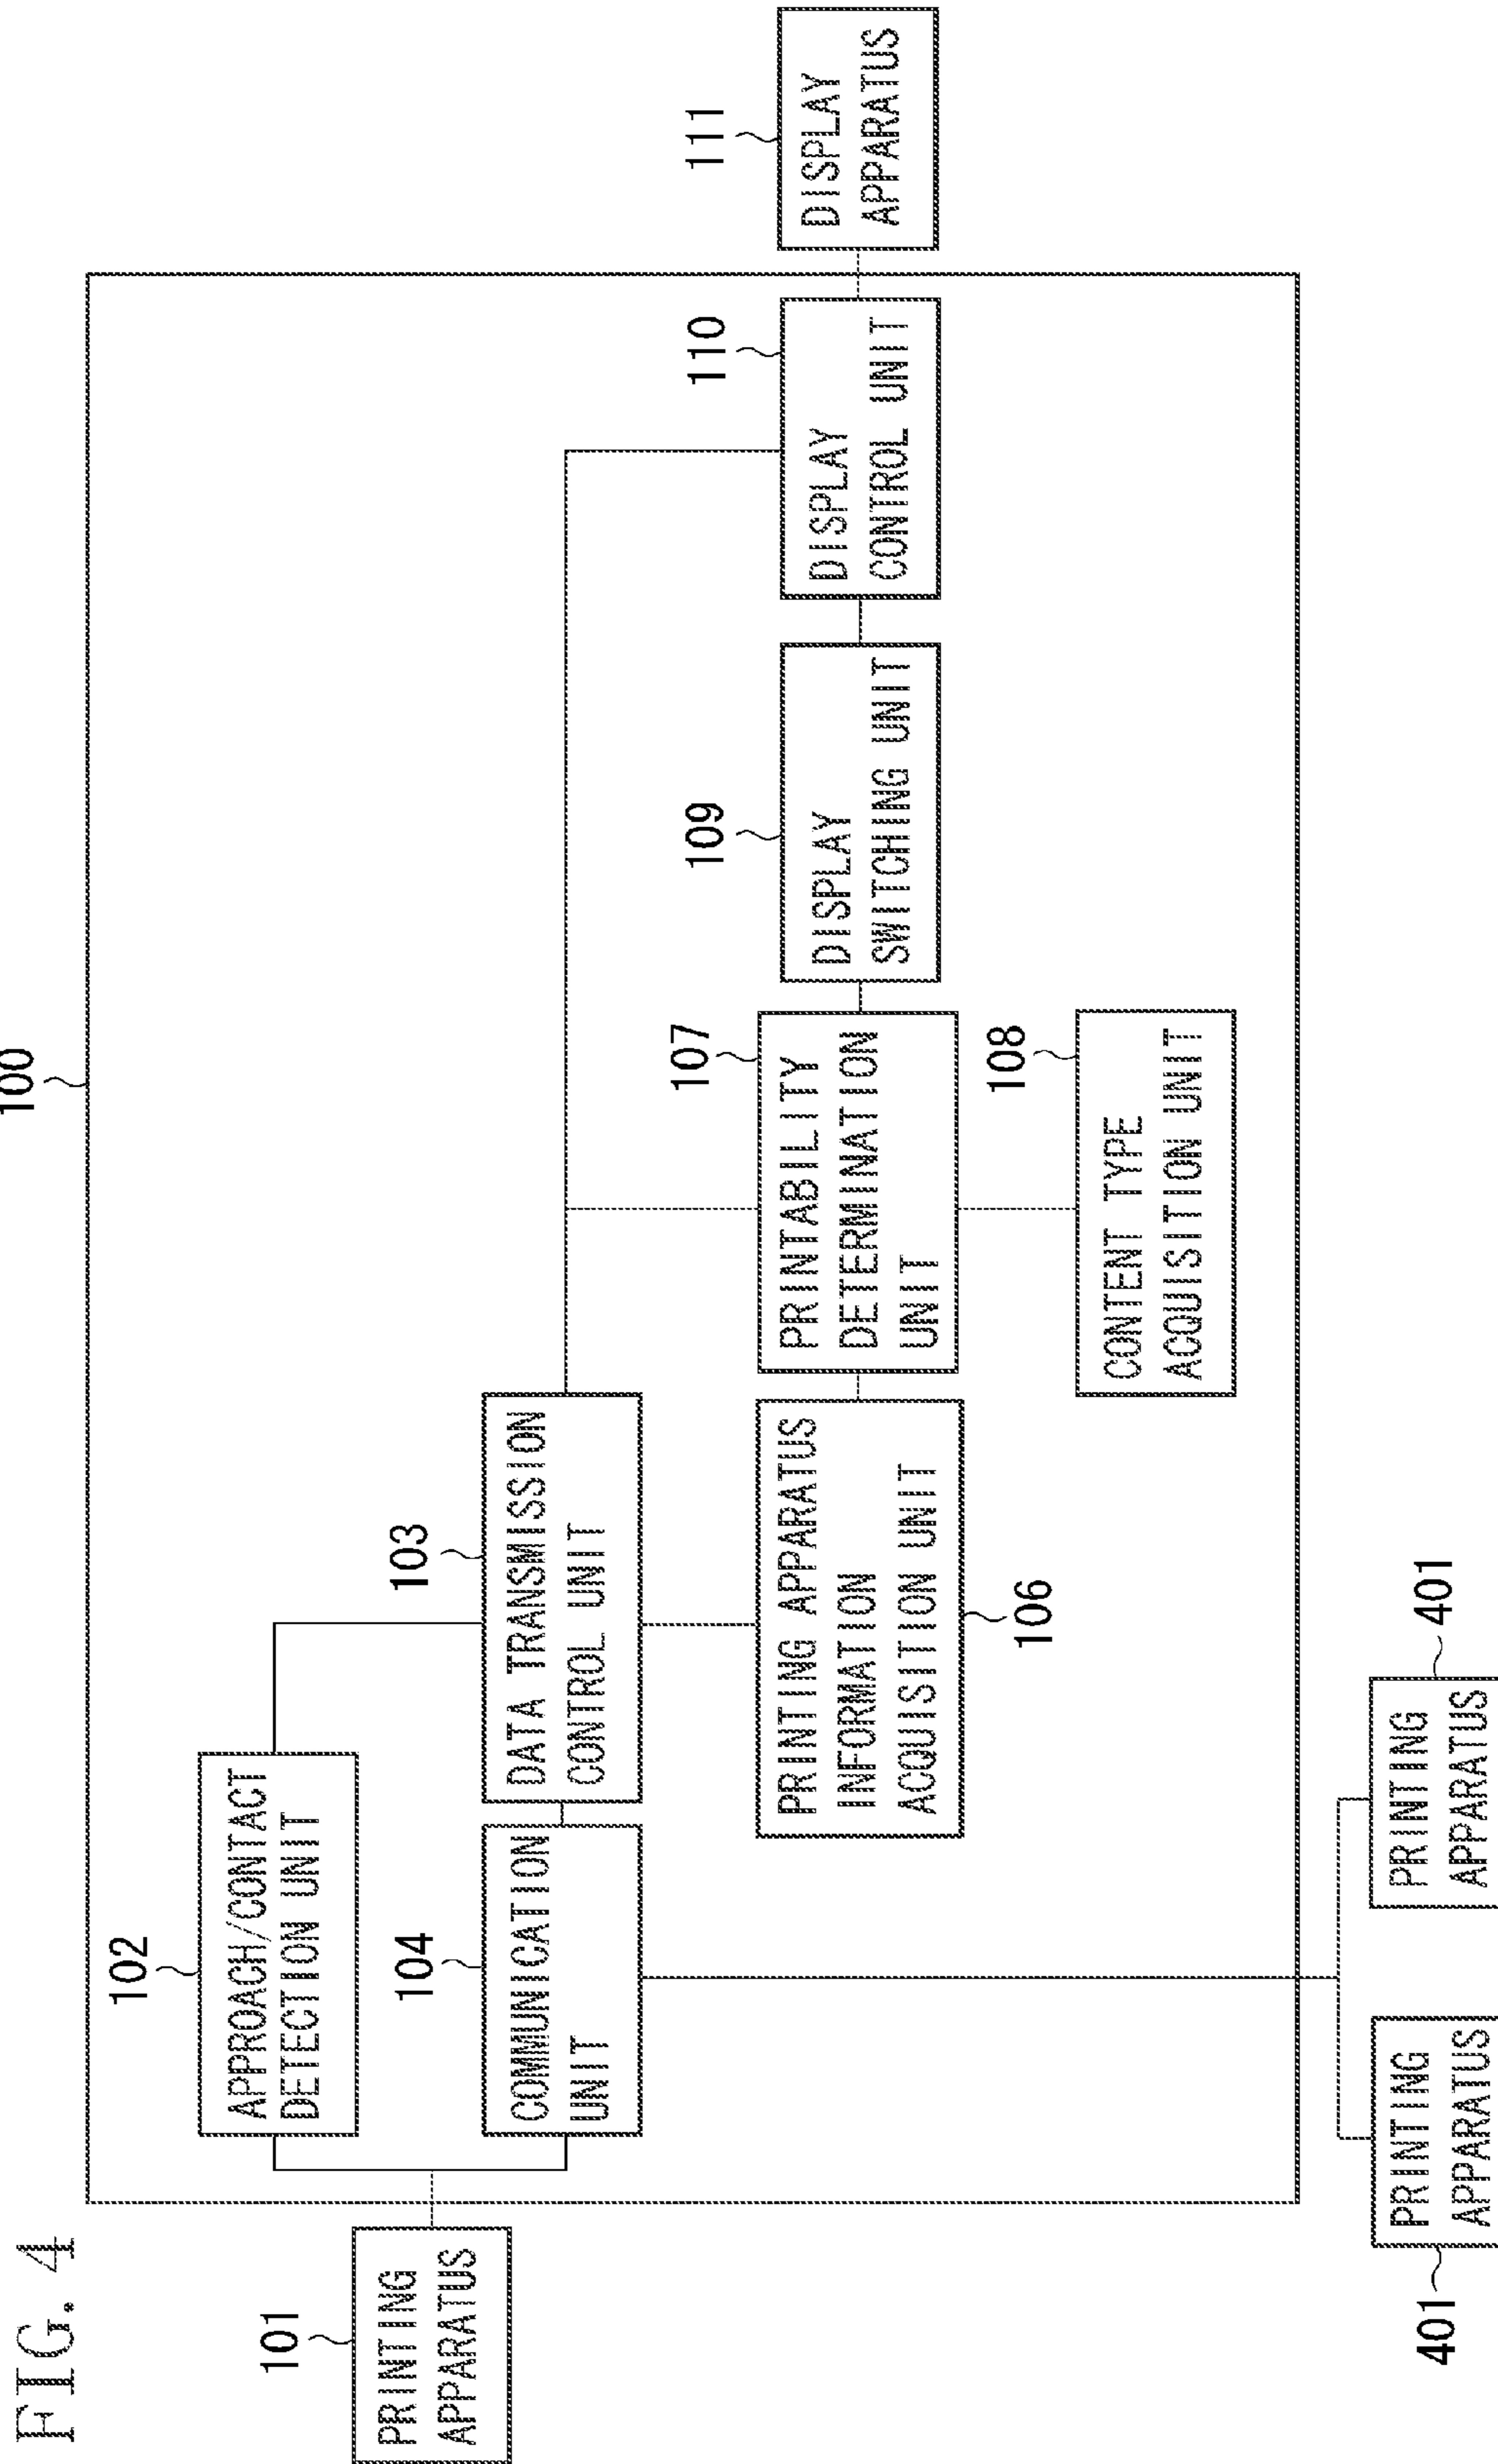 FIG. 4
100
101
PRINTING
APPARATUS
102
APPROACH/CONTACT
DETECTION UNIT
104
COMMUNICATION
UNIT
103
DATA TRANSMISSION
CONTROL UNIT
PRINTING APPARATUS
INFORMATION
ACQUISITION UNIT
106
107
PRINTABILITY
DETERMINATION
UNIT
108
CONTENT TYPE
ACQUISITION UNIT
109
DISPLAY
SWITCHING UNIT
110
DISPLAY
CONTROL UNIT
111
DISPLAY
APPARATUS
401
PRINTING
APPARATUS
401
PRINTING
APPARATUS